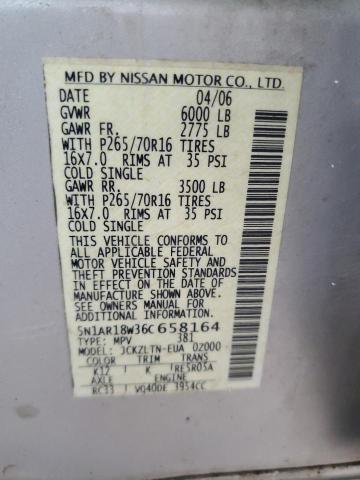 MFD BY NISSAN MOTOR CO., LTD.
DATE 04/06
GVWR 6000 LB
GAWR FR. 2775 LB
WITH P265/70R16 TIRES
16X7.0 RIMS AT 35 PSI
COLD SINGLE
GAWR RR. 3500 LB
WITH P265/70R16 TIRES
16X7.0 RIMS AT 35 PSI
COLD SINGLE
THIS VEHICLE CONFORMS TO
ALL APPLICABLE FEDERAL
MOTOR VEHICLE SAFETY AND
THEFT PREVENTION STANDARDS
IN EFFECT ON THE DATE OF
MANUFACTURE SHOWN ABOVE.
SEE OWNERS MANUAL FOR
ADDITIONAL INFORMATION.
5N1AR18W36C658164
TYPE: MPV 381
MODEL: JCKZLTN-EUA 02000
COLOR TRIM TRANS
K12 K RE5R05A
AXLE ENGINE
RC33 VQ40DE 3954CC